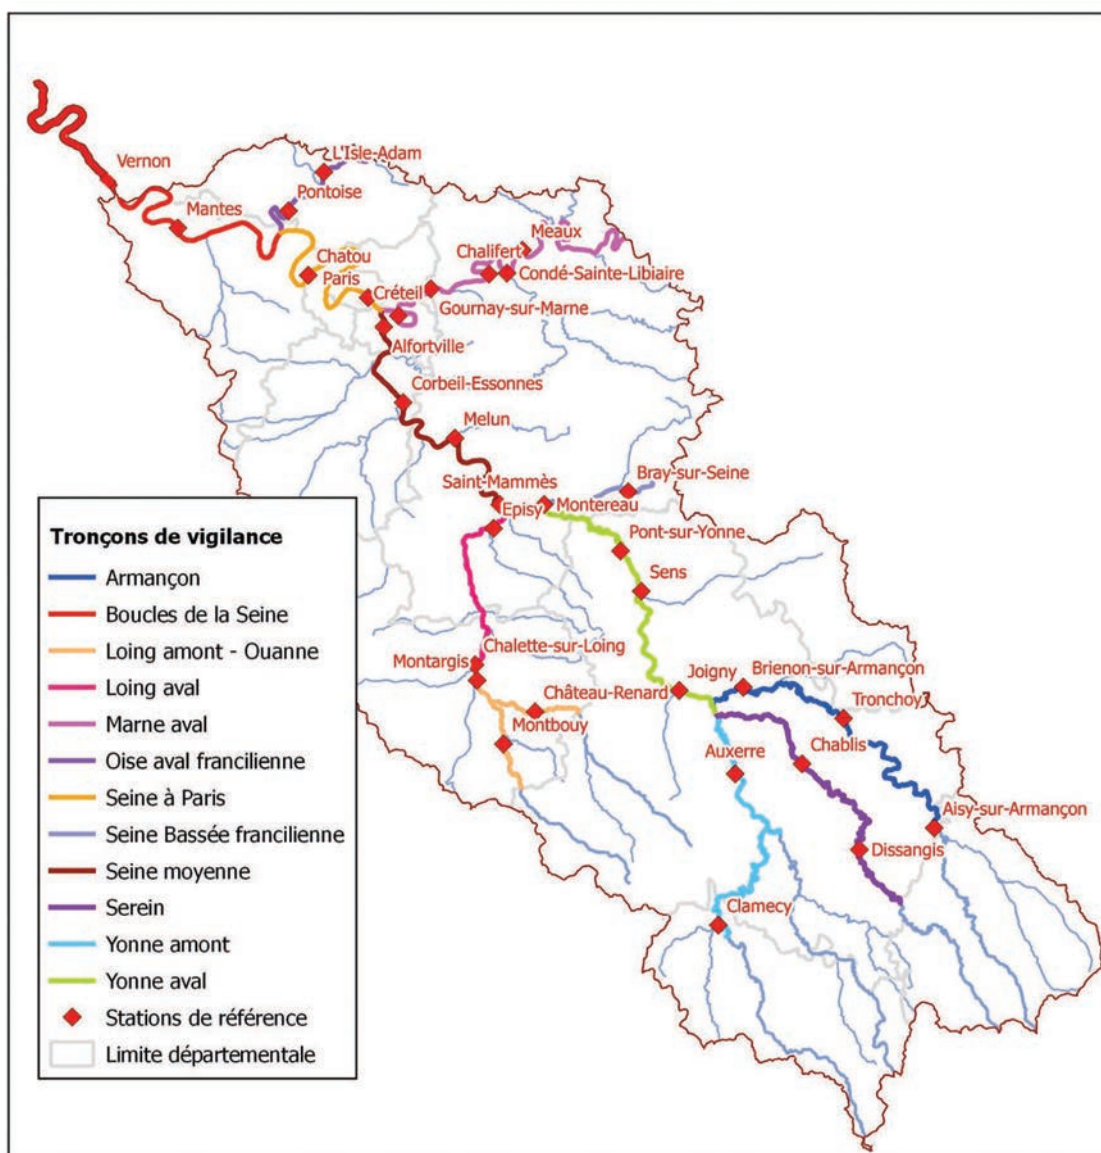 L'Isle-Adam
Vernon
Pontoise
Mantes
Meaux
Chatou
Chalifert
Paris
Condé-Sainte-Libiaire
Créteil
Gournay-sur-Marne
Alfortville
Corbeil-Essonnes
Melun
Bray-sur-Seine
Saint-Mammès
Episy
Montereau
Pont-sur-Yonne
Sens
Chalette-sur-Loing
Montargis
Joigny
Brienon-sur-Armançon
Château-Renard
Tronchoy
Montbouy
Auxerre
Chablis
Aisy-sur-Armançon
Dissangis
Clamecy
Tronçons de vigilance
Armançon
Boucles de la Seine
Loing amont - Ouanne
Loing aval
Marne aval
Oise aval francilienne
Seine à Paris
Seine Bassée francilienne
Seine moyenne
Serein
Yonne amont
Yonne aval
Stations de référence
Limite départementale